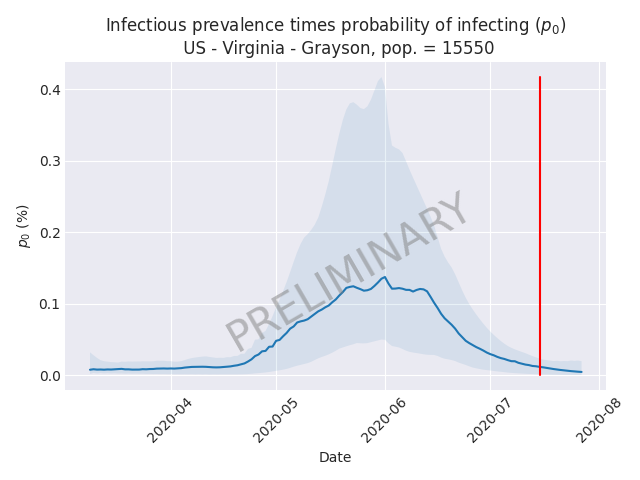 Infectious prevalence times probability of infecting (p₀)
US - Virginia - Grayson, pop. = 15550
0.4
0.3
0.2
0.1
0.0
p₀ (%)
PRELIMINARY
2020-04
2020-05
2020-06
2020-07
2020-08
Date